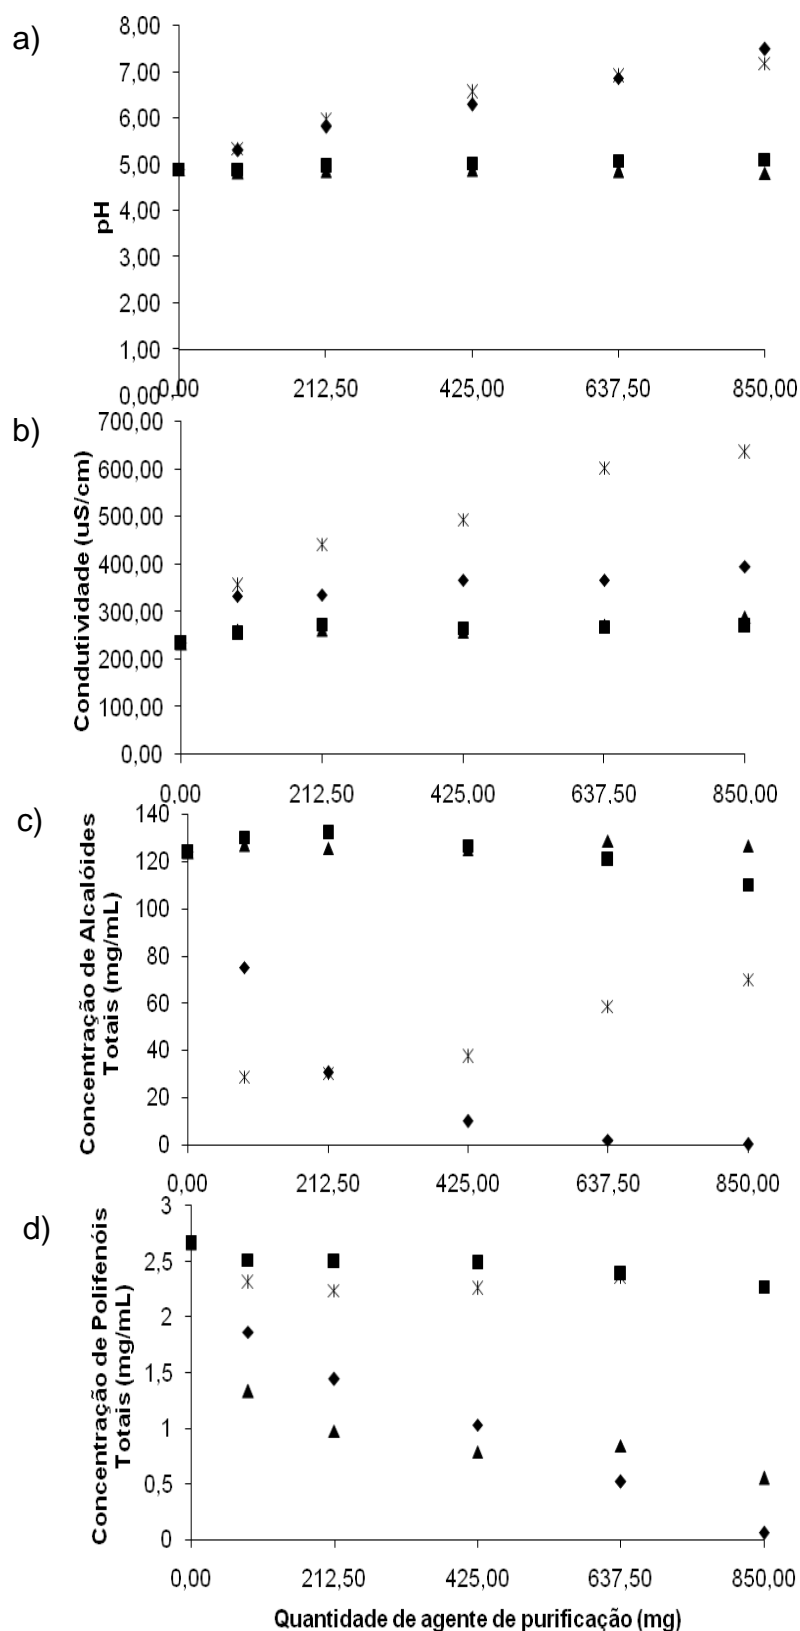 a)
pH
8,00
7,00
6,00
5,00
4,00
3,00
2,00
1,00
0,00
0,00 212,50 425,00 637,50 850,00
b)
Condutividade (uS/cm)
700,00
600,00
500,00
400,00
300,00
200,00
100,00
0,00
0,00 212,50 425,00 637,50 850,00
c)
Concentração de Alcalóides
Totais (mg/mL)
140
120
100
80
60
40
20
0
0,00 212,50 425,00 637,50 850,00
d)
Concentração de Polifenóis
Totais (mg/mL)
3
2,5
2
1,5
1
0,5
0
0,00 212,50 425,00 637,50 850,00
Quantidade de agente de purificação (mg)